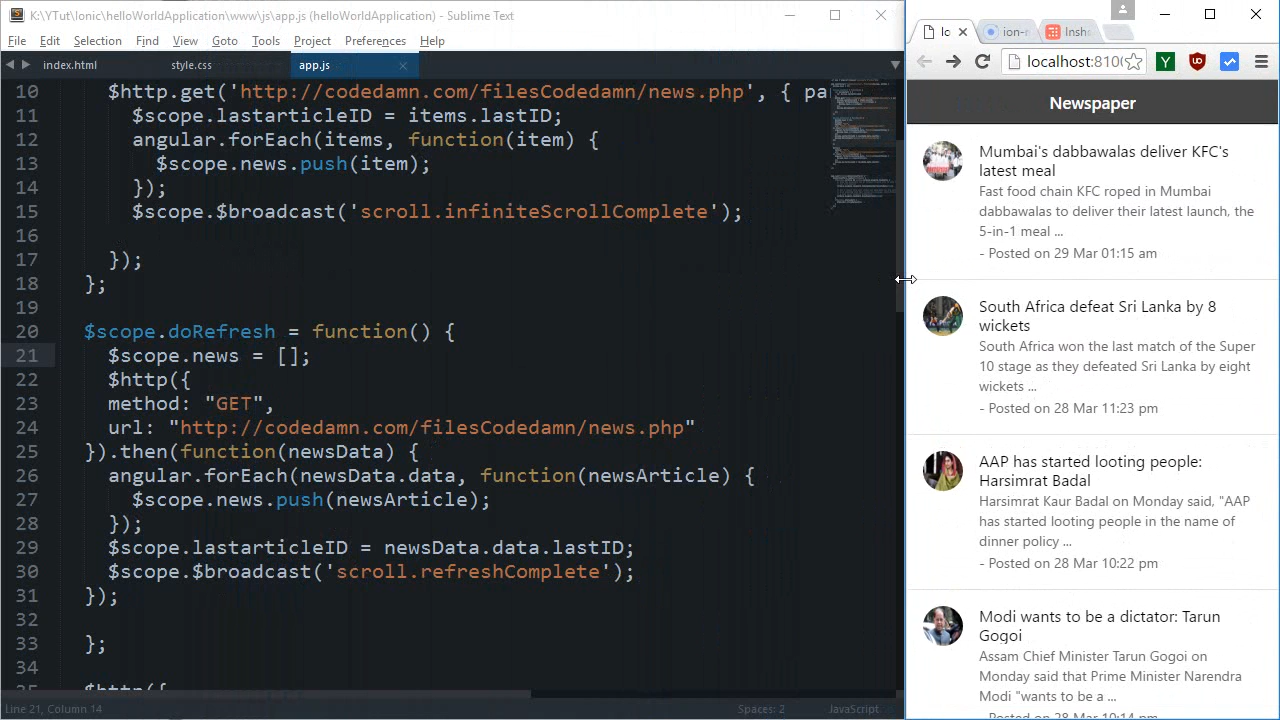 K:\YTut\Ionic\helloWorldApplication\www\js\app.js (helloWorldApplication) - Sublime Text
File Edit Selection Find View Goto Tools Project Preferences Help
index.html style.css app.js
10 $http.get('http://codedamn.com/filesCodedamn/news.php', { pa
11 $scope.lastarticleID = items.lastID;
12 angular.forEach(items, function(item) {
13 $scope.news.push(item);
14 });
15 $scope.$broadcast('scroll.infiniteScrollComplete');
16
17 });
18 };
19
20 $scope.doRefresh = function() {
21 $scope.news = [];
22 $http({
23 method: "GET",
24 url: "http://codedamn.com/filesCodedamn/news.php"
25 }).then(function(newsData) {
26 angular.forEach(newsData.data, function(newsArticle) {
27 $scope.news.push(newsArticle);
28 });
29 $scope.lastarticleID = newsData.data.lastID;
30 $scope.$broadcast('scroll.refreshComplete');
31 });
32
33 };
34
35 $http({
Line 21, Column 14 Spaces: 2 JavaScript
Io ion- Insh
localhost:810
Newspaper
Mumbai's dabbawalas deliver KFC's
latest meal
Fast food chain KFC roped in Mumbai
dabbawalas to deliver their latest launch, the
5-in-1 meal ...
- Posted on 29 Mar 01:15 am
South Africa defeat Sri Lanka by 8
wickets
South Africa won the last match of the Super
10 stage as they defeated Sri Lanka by eight
wickets ...
- Posted on 28 Mar 11:23 pm
AAP has started looting people:
Harsimrat Badal
Harsimrat Kaur Badal on Monday said, "AAP
has started looting people in the name of
dinner policy ...
- Posted on 28 Mar 10:22 pm
Modi wants to be a dictator: Tarun
Gogoi
Assam Chief Minister Tarun Gogoi on
Monday said that Prime Minister Narendra
Modi "wants to be a ...
- Posted on 28 Mar 10:14 pm